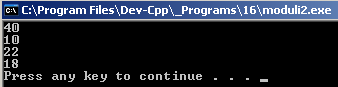 C:\Program Files\Dev-Cpp\_Programs\16\moduli2.exe
40
10
22
18
Press any key to continue . . . _